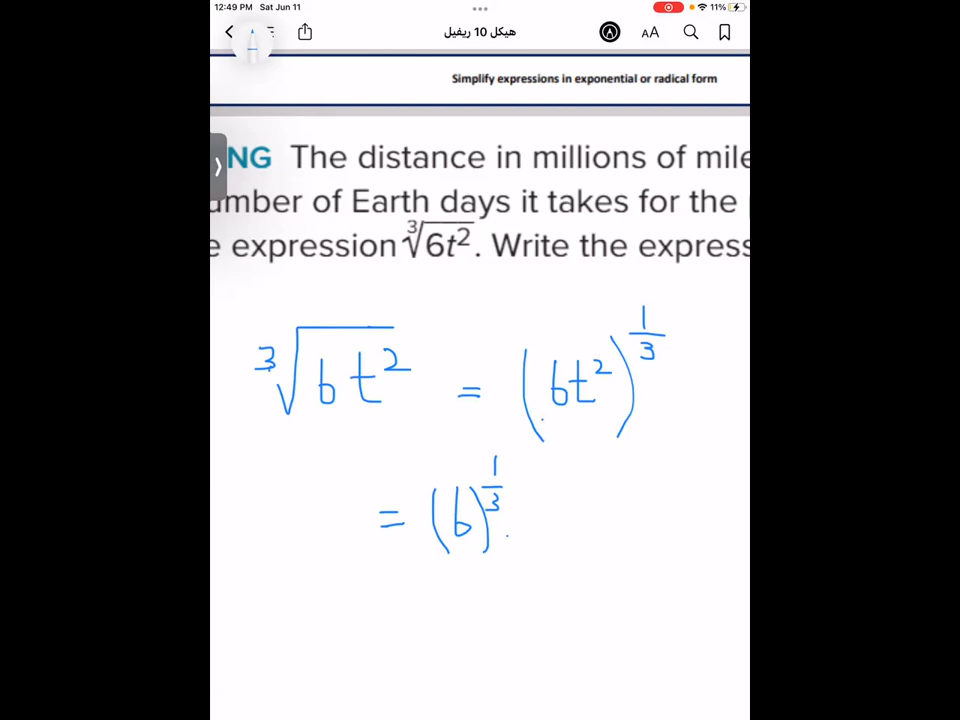 12:49 PM Sat Jun 11 11%
هيكل 10 ريفيل AA
Simplify expressions in exponential or radical form
NG The distance in millions of mile
umber of Earth days it takes for the
e expression ∛6t². Write the express
∛6t² = (6t²)^(1/3)
= (6)^(1/3) .